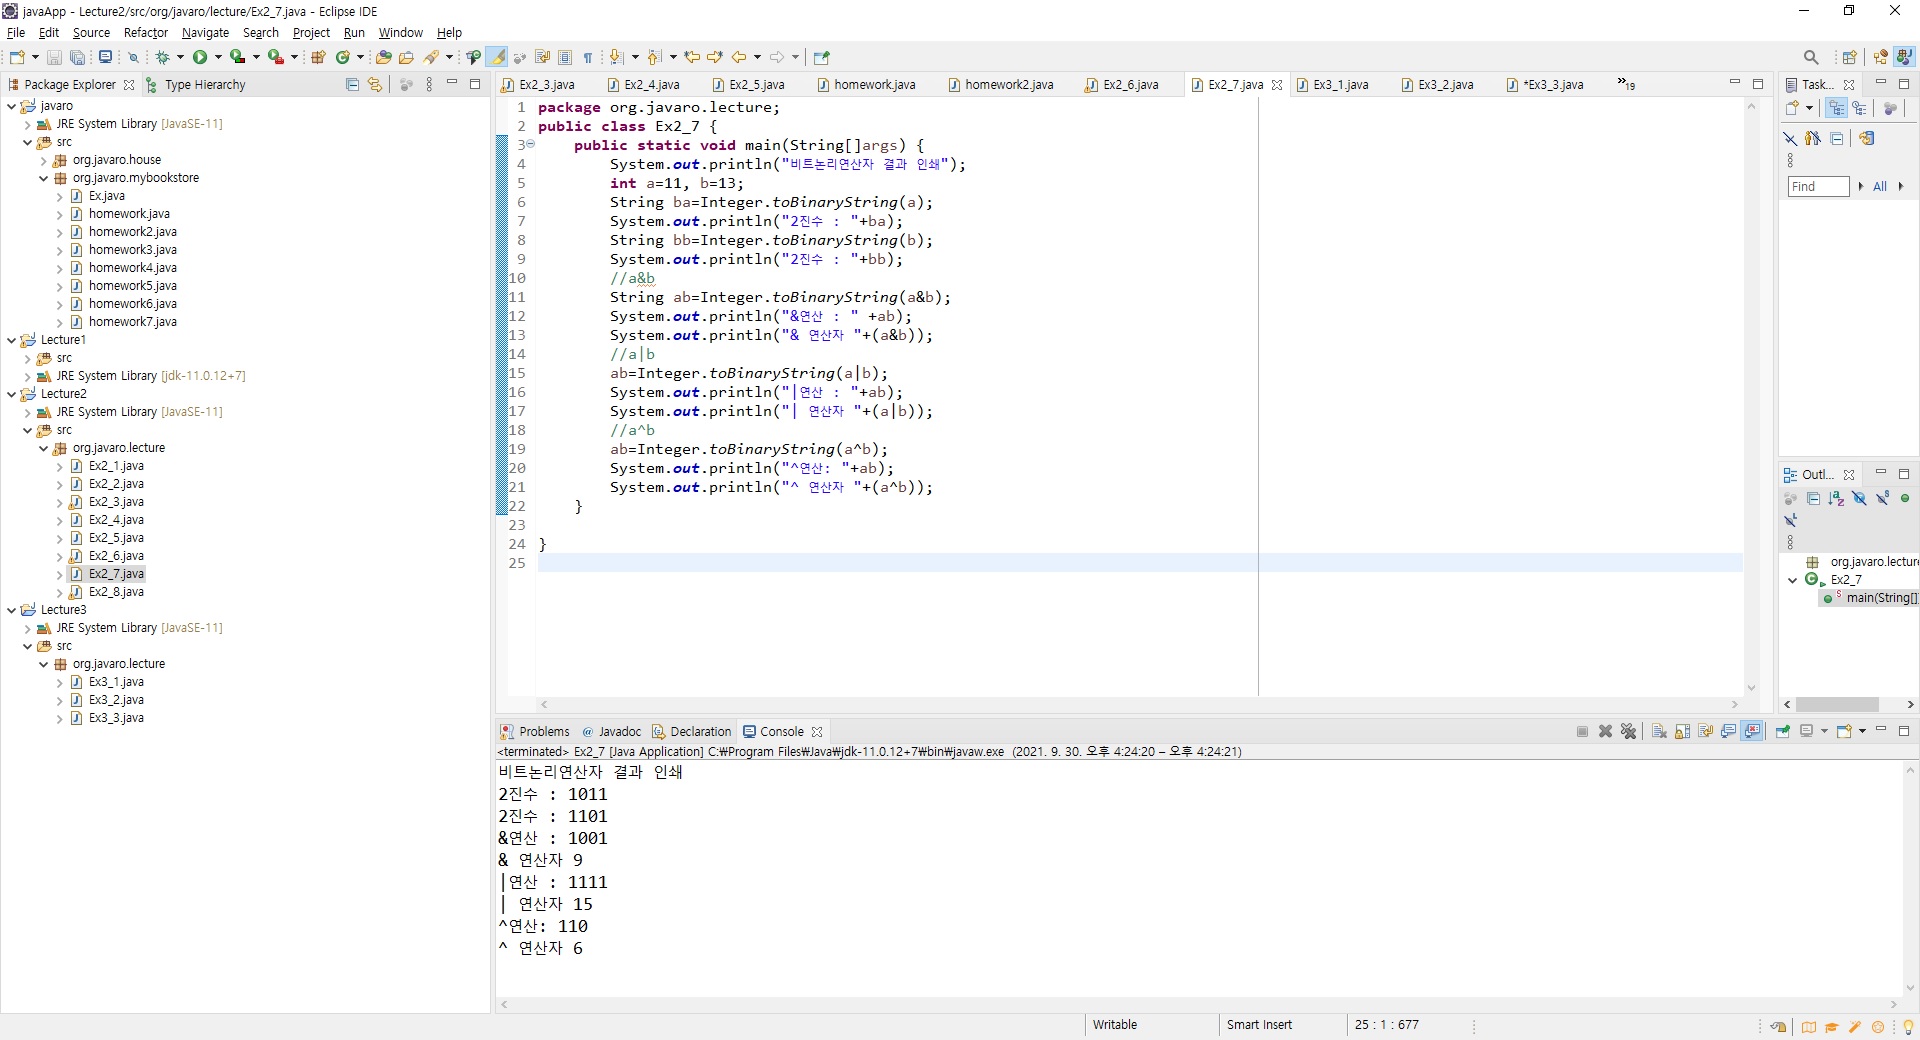 javaApp - Lecture2/src/org/javaro/lecture/Ex2_7.java - Eclipse IDE
File Edit Source Refactor Navigate Search Project Run Window Help
Package Explorer Type Hierarchy
javaro
JRE System Library [JavaSE-11]
src
org.javaro.house
org.javaro.mybookstore
Ex.java
homework.java
homework2.java
homework3.java
homework4.java
homework5.java
homework6.java
homework7.java
Lecture1
src
JRE System Library [jdk-11.0.12+7]
Lecture2
JRE System Library [JavaSE-11]
src
org.javaro.lecture
Ex2_1.java
Ex2_2.java
Ex2_3.java
Ex2_4.java
Ex2_5.java
Ex2_6.java
Ex2_7.java
Ex2_8.java
Lecture3
JRE System Library [JavaSE-11]
src
org.javaro.lecture
Ex3_1.java
Ex3_2.java
Ex3_3.java
Ex2_3.java Ex2_4.java Ex2_5.java homework.java homework2.java Ex2_6.java Ex2_7.java Ex3_1.java Ex3_2.java *Ex3_3.java »19
1 package org.javaro.lecture;
2 public class Ex2_7 {
3 public static void main(String[]args) {
4 System.out.println("비트논리연산자 결과 인쇄");
5 int a=11, b=13;
6 String ba=Integer.toBinaryString(a);
7 System.out.println("2진수 : "+ba);
8 String bb=Integer.toBinaryString(b);
9 System.out.println("2진수 : "+bb);
10 //a&b
11 String ab=Integer.toBinaryString(a&b);
12 System.out.println("&연산 : " +ab);
13 System.out.println("& 연산자 "+(a&b));
14 //a|b
15 ab=Integer.toBinaryString(a|b);
16 System.out.println("|연산 : "+ab);
17 System.out.println("| 연산자 "+(a|b));
18 //a^b
19 ab=Integer.toBinaryString(a^b);
20 System.out.println("^연산: "+ab);
21 System.out.println("^ 연산자 "+(a^b));
22 }
23
24 }
25
Task...
Find All
Outl...
org.javaro.lecture
Ex2_7
main(String[]
Problems @ Javadoc Declaration Console
<terminated> Ex2_7 [Java Application] C:₩Program Files₩Java₩jdk-11.0.12+7₩bin₩javaw.exe (2021. 9. 30. 오후 4:24:20 – 오후 4:24:21)
비트논리연산자 결과 인쇄
2진수 : 1011
2진수 : 1101
&연산 : 1001
& 연산자 9
|연산 : 1111
| 연산자 15
^연산: 110
^ 연산자 6
Writable Smart Insert 25 : 1 : 677